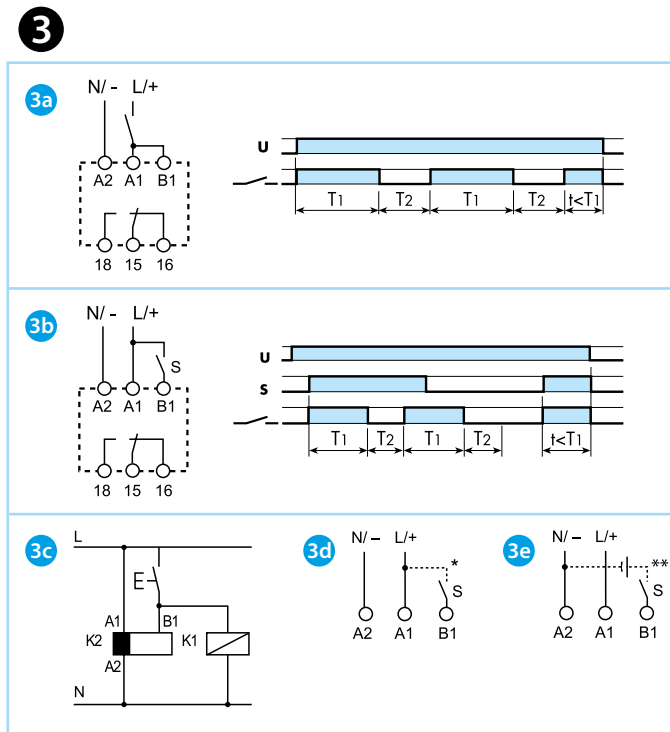 3
3a
N/ - L/+
A2 A1 B1
18 15 16
U
T1 T2 T1 T2 t<T1
3b
N/ - L/+
S
A2 A1 B1
18 15 16
U
S
T1 T2 T1 T2 t<T1
3c
L
A1 B1
K2 K1
A2
N
3d
N/ - L/+
*
S
A2 A1 B1
3e
N/ - L/+
**
S
A2 A1 B1